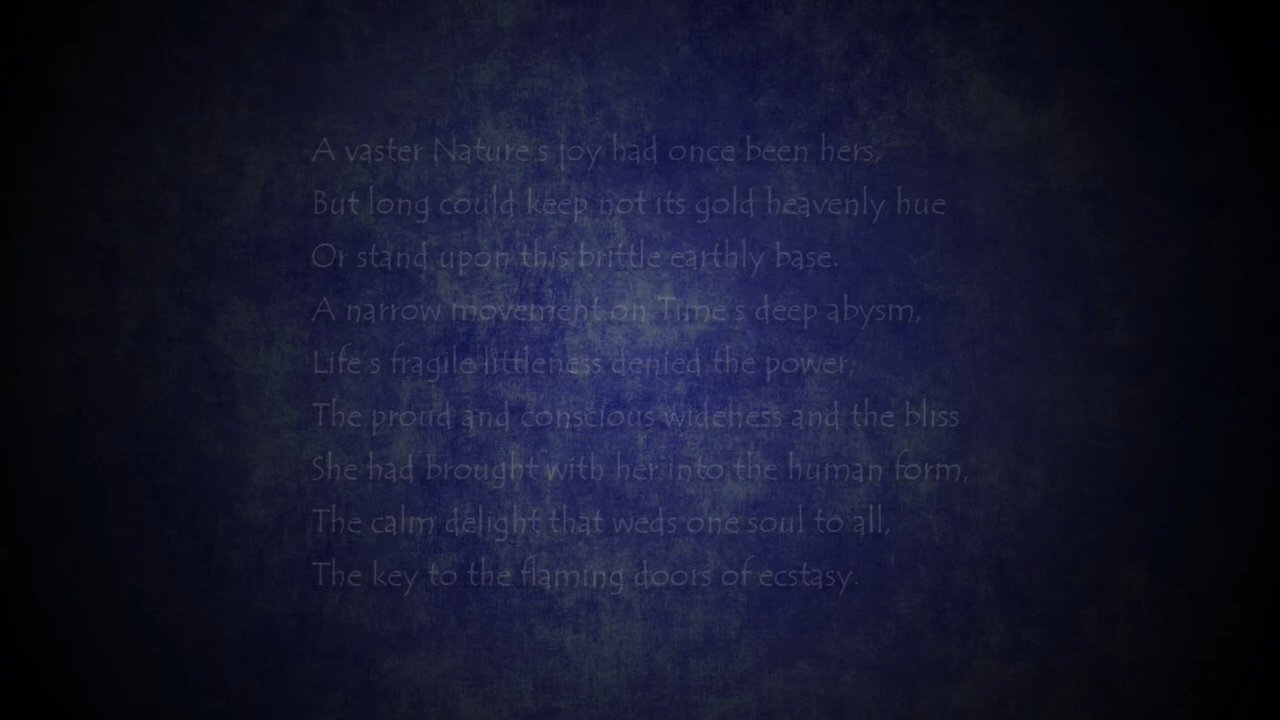 A vaster Nature's joy had once been hers,
But long could keep not its gold heavenly hue
Or stand upon this brittle earthly base.
A narrow movement on Time's deep abysm,
Life's fragile littleness denied the power,
The proud and conscious wideness and the bliss
She had brought with her into the human form,
The calm delight that weds one soul to all,
The key to the flaming doors of ecstasy.